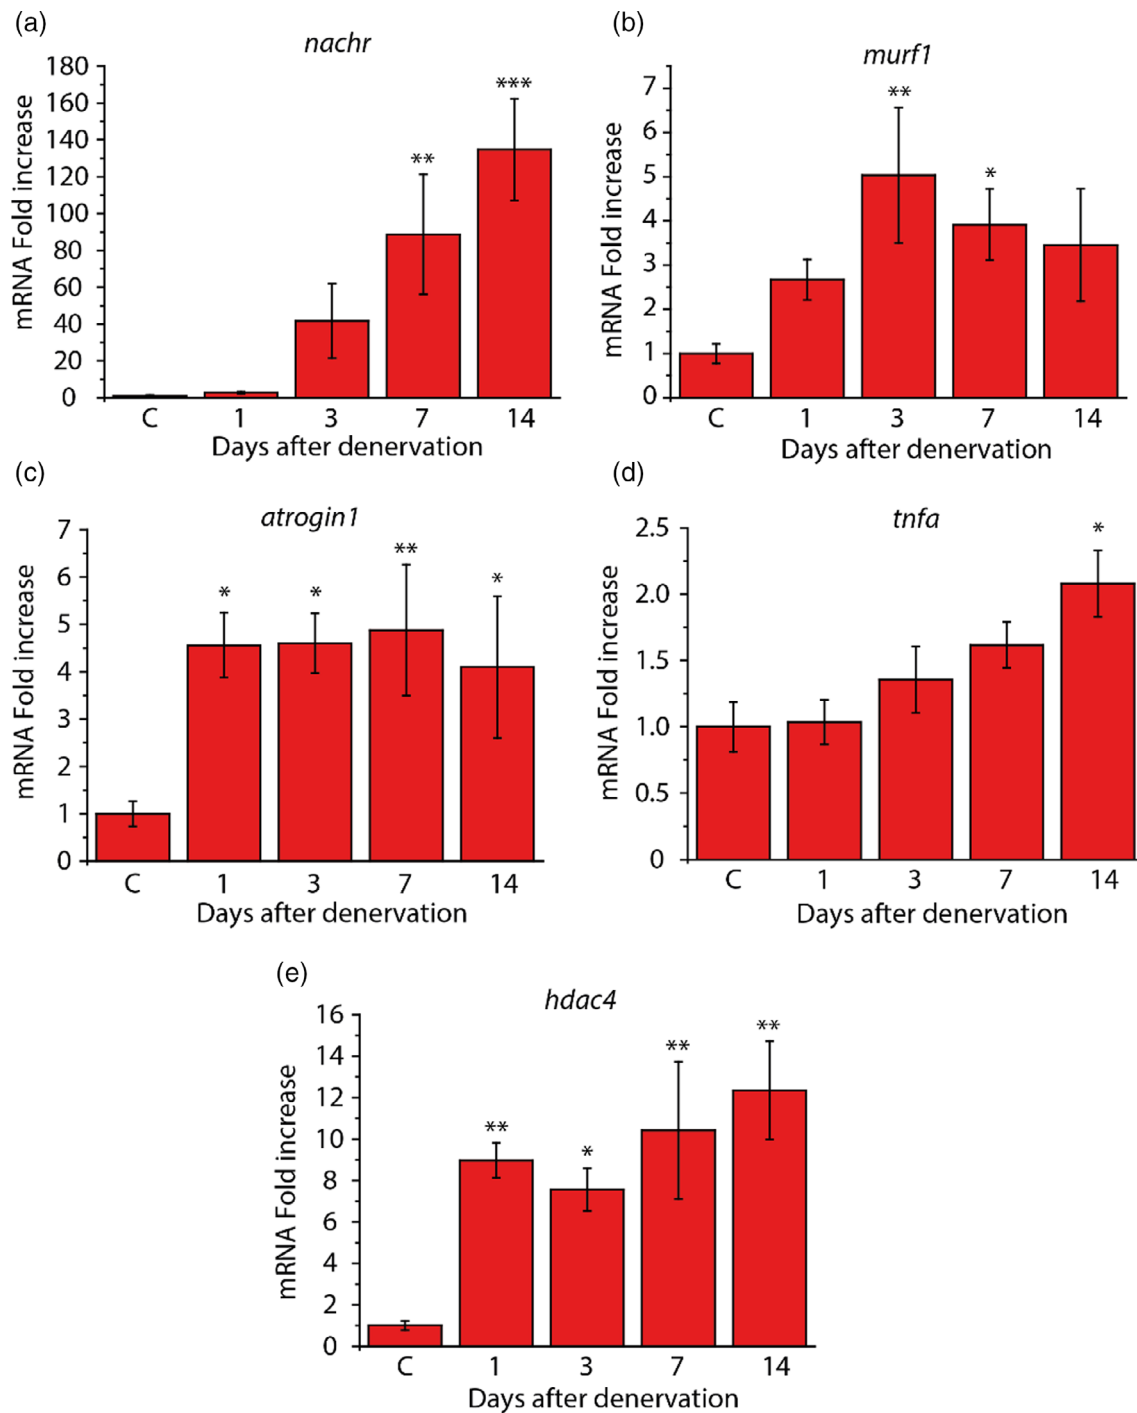 (a)
nachr
mRNA Fold increase
180
160
140
120
100
80
60
40
20
0
**
***
C 1 3 7 14
Days after denervation
(b)
murf1
mRNA Fold increase
7
6
5
4
3
2
1
0
**
*
C 1 3 7 14
Days after denervation
(c)
atrogin1
mRNA Fold increase
7
6
5
4
3
2
1
0
* * ** *
C 1 3 7 14
Days after denervation
(d)
tnfa
mRNA Fold increase
2.5
2.0
1.5
1.0
0.5
0
*
C 1 3 7 14
Days after denervation
(e)
hdac4
mRNA Fold increase
16
14
12
10
8
6
4
2
0
** * ** **
C 1 3 7 14
Days after denervation